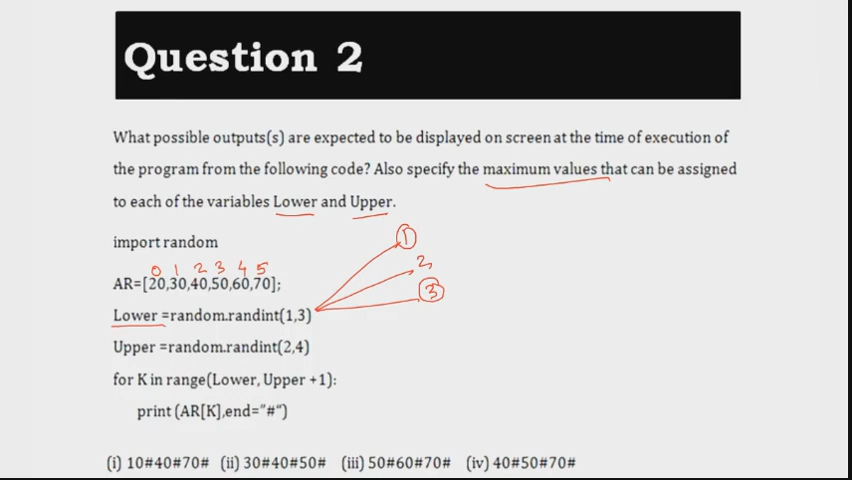 Question 2
What possible outputs(s) are expected to be displayed on screen at the time of execution of
the program from the following code? Also specify the maximum values that can be assigned
to each of the variables Lower and Upper.
import random
1
2
3
0 1 2 3 4 5
AR=[20,30,40,50,60,70];
Lower =random.randint(1,3)
Upper =random.randint(2,4)
for K in range(Lower, Upper +1):
print (AR[K],end="#“)
(i) 10#40#70# (ii) 30#40#50# (iii) 50#60#70# (iv) 40#50#70#